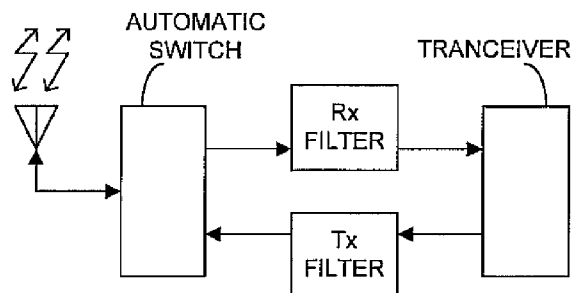 AUTOMATIC
SWITCH
TRANCEIVER
Rx
FILTER
Tx
FILTER